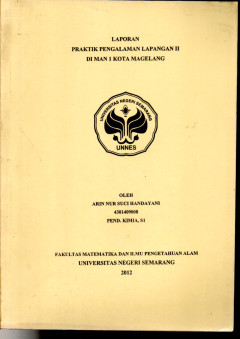 LAPORAN
PRAKTIK PENGALAMAN LAPANGAN II
DI MAN 1 KOTA MAGELANG
UNIVERSITAS NEGERI SEMARANG
UNNES
OLEH
ARIN NUR SUCI HANDAYANI
4301409008
PEND. KIMIA, S1
FAKULTAS MATEMATIKA DAN ILMU PENGETAHUAN ALAM
UNIVERSITAS NEGERI SEMARANG
2012